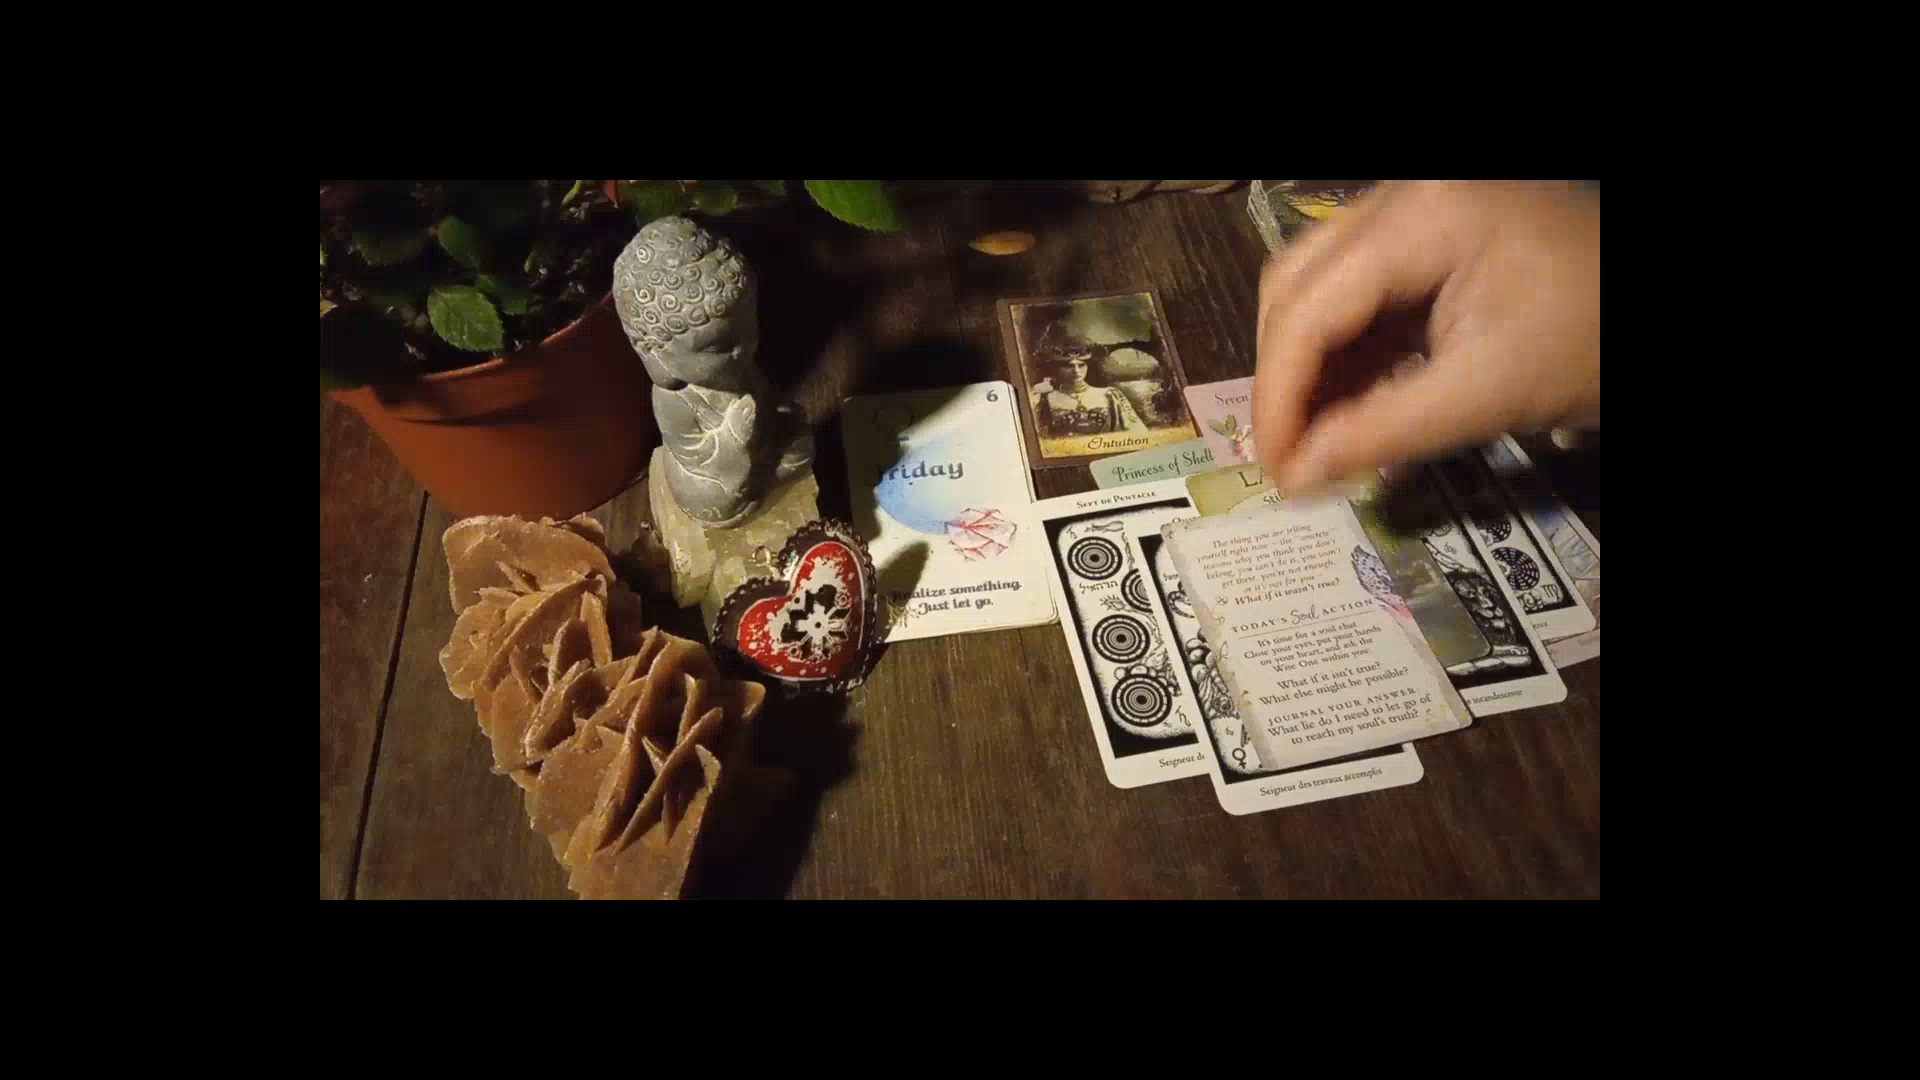 6
Friday
Finalize something.
Just let go.
Intuition
Princess of Shell
Seven
Sept de Pentacle
Seigneur
The thing you are telling
yourself right now – the "concrete"
reasons why you think you don't
belong, you can't do it, you won't
get there, you're not enough,
or it's not for you –
What if it wasn't true?
TODAY'S Soul ACTION
It's time for a soul chat.
Close your eyes, put your hands
on your heart, and ask the
Wise One within you:
What if it isn't true?
What else might be possible?
JOURNAL YOUR ANSWER:
What lie do I need to let go of
to reach my soul's truth?
Seigneur des travaux accomplis
incandescente